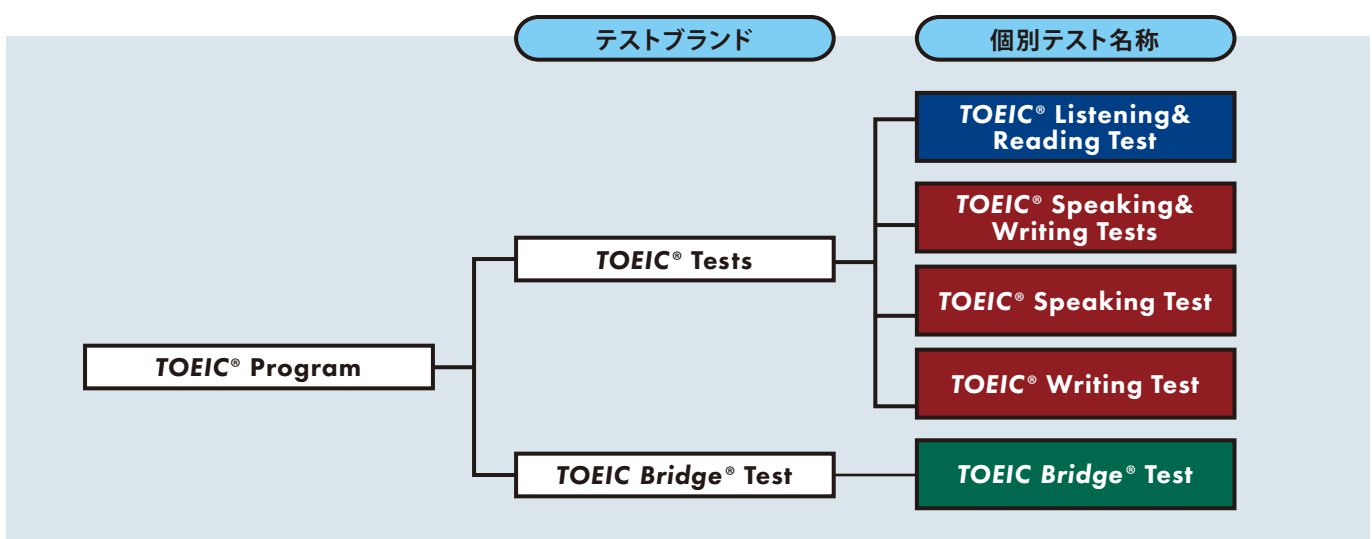 テストブランド
個別テスト名称
TOEIC® Listening&
Reading Test
TOEIC® Speaking&
Writing Tests
TOEIC® Tests
TOEIC® Speaking Test
TOEIC® Program
TOEIC® Writing Test
TOEIC Bridge® Test
TOEIC Bridge® Test